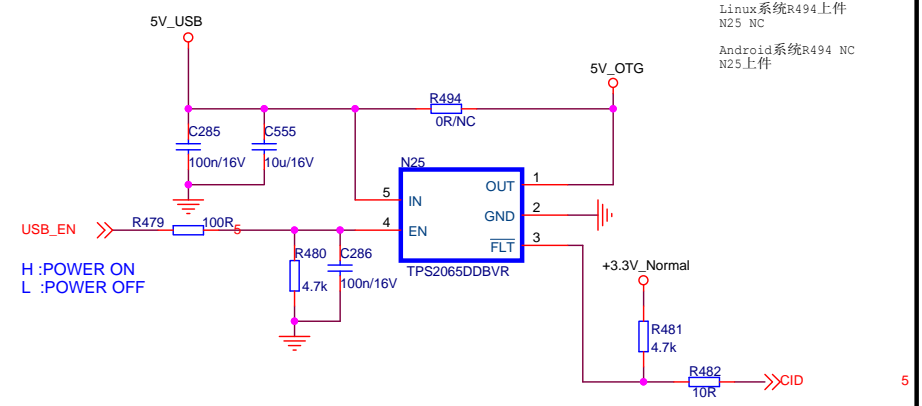 Linux系统R494上件
N25 NC
Android系统R494 NC
N25上件
5V_USB
5V_OTG
R494
0R/NC
C285
C555
100n/16V
10u/16V
N25
OUT
1
5
IN
GND
2
USB_EN
R479
100R
5
4
EN
FLT
3
R480
C286
TPS2065DDBVR
+3.3V_Normal
H :POWER ON
L :POWER OFF
4.7k
100n/16V
R481
4.7k
R482
CID
5
10R